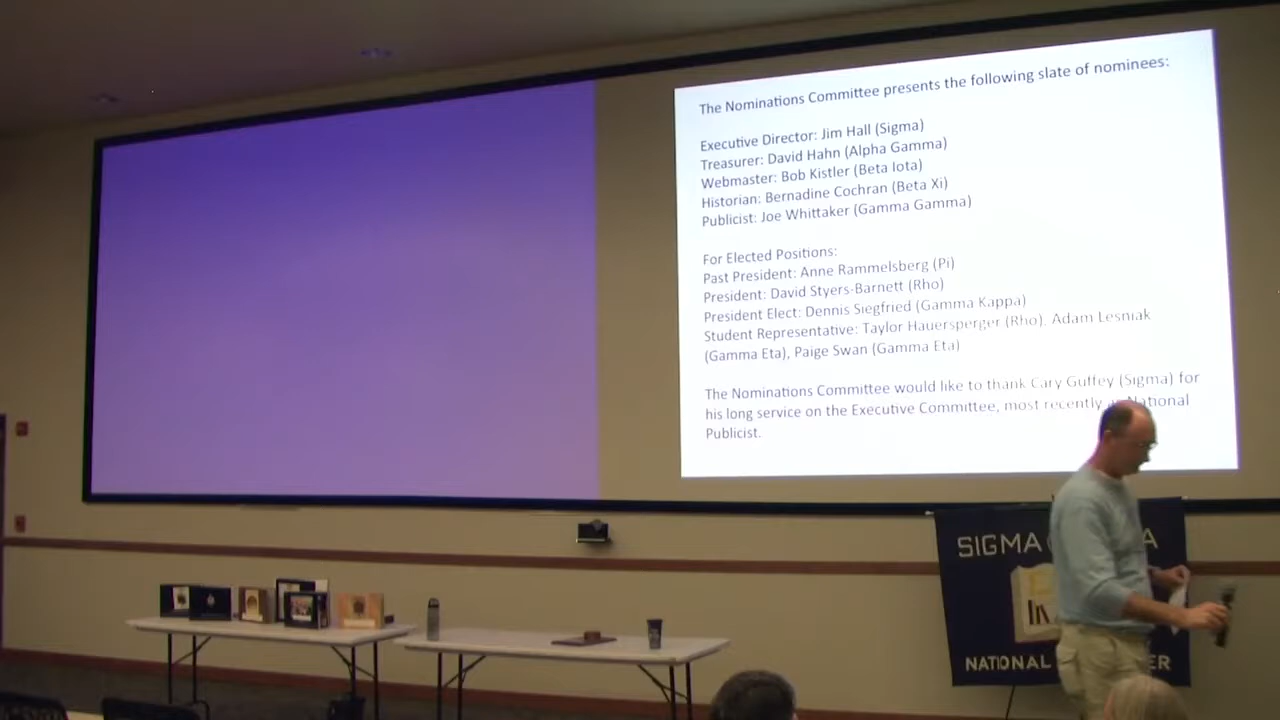 The Nominations Committee presents the following slate of nominees:
Executive Director: Jim Hall (Sigma)
Treasurer: David Hahn (Alpha Gamma)
Webmaster: Bob Kistler (Beta Iota)
Historian: Bernadine Cochran (Beta Xi)
Publicist: Joe Whittaker (Gamma Gamma)
For Elected Positions:
Past President: Anne Rammelsberg (Pi)
President: David Styers-Barnett (Rho)
President Elect: Dennis Siegfried (Gamma Kappa)
Student Representative: Taylor Hauersperger (Rho), Adam Lesniak
(Gamma Eta), Paige Swan (Gamma Eta)
The Nominations Committee would like to thank Cary Guffey (Sigma) for
his long service on the Executive Committee, most recently National
Publicist.
SIGMA
NATIONAL